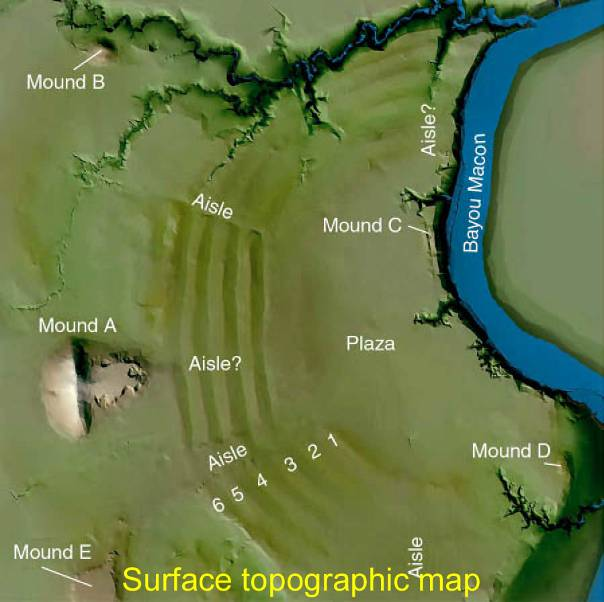 Mound B
Aisle?
Bayou Macon
Aisle
Mound C
Mound A
Plaza
Aisle?
Aisle
1
2
3
4
5
6
Mound D
Mound E
Aisle
Surface topographic map